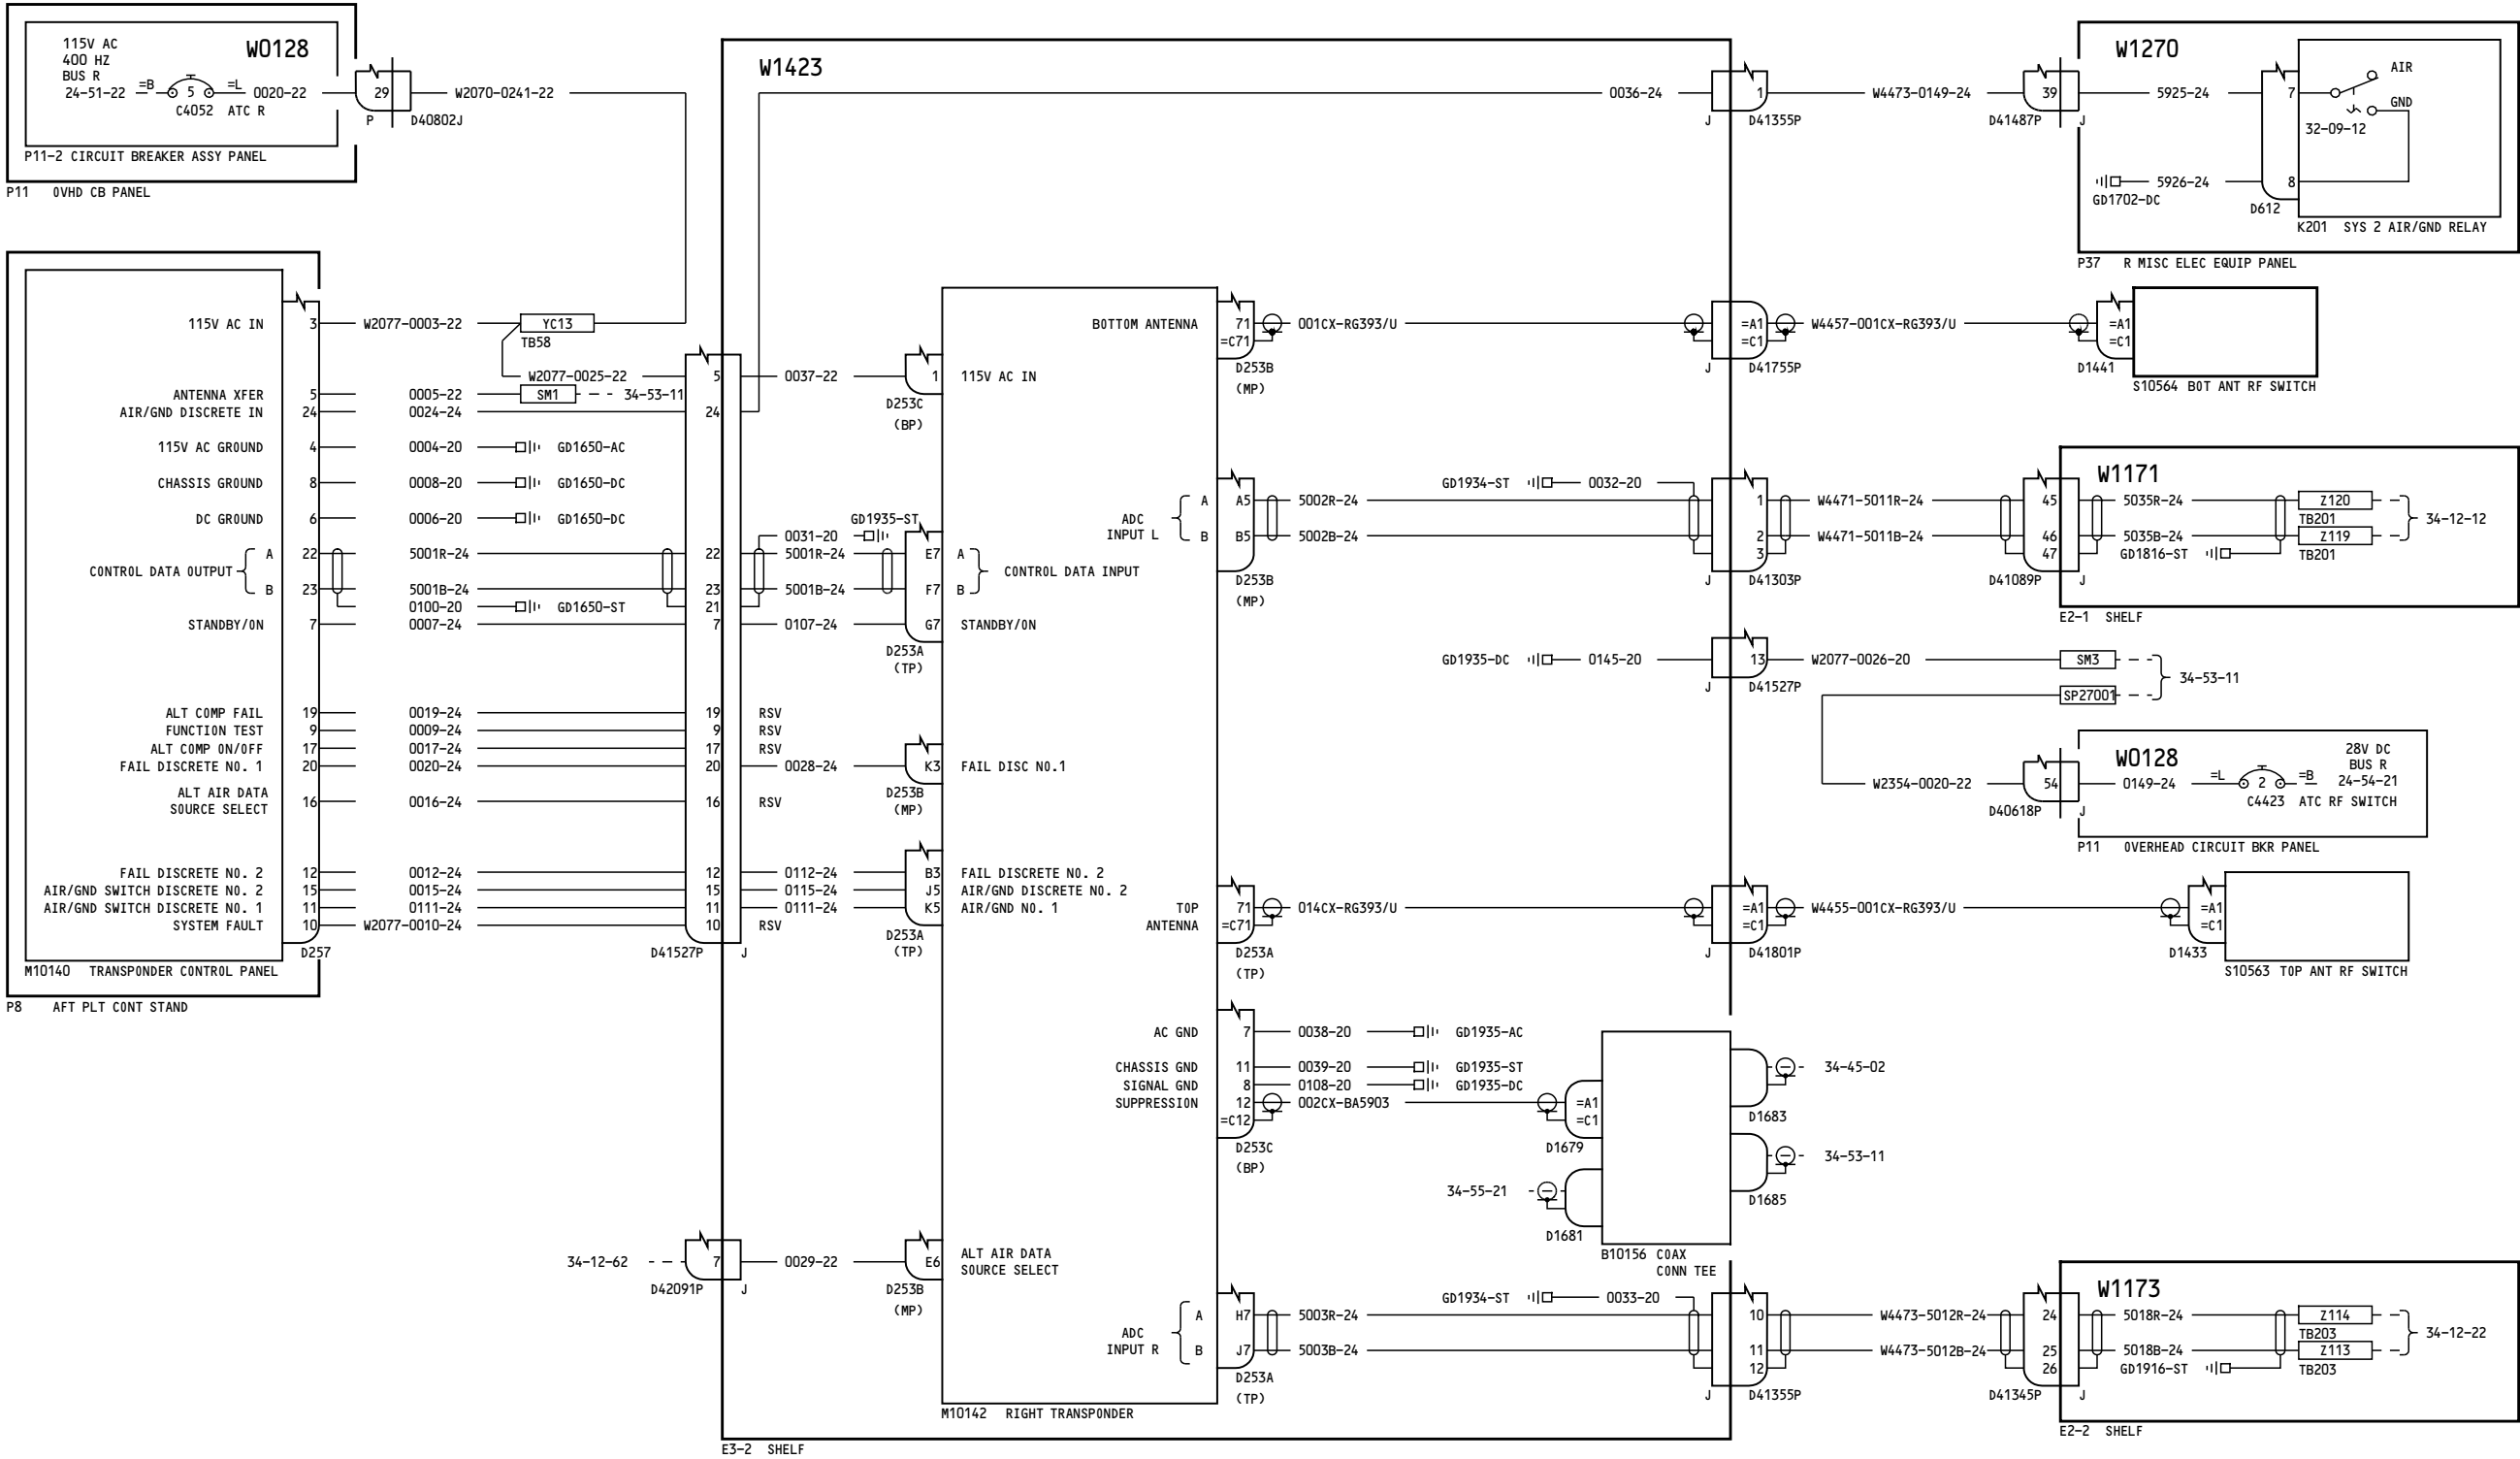 115V AC
400 HZ
BUS R
24-51-22
=B
5
=L
0020-22
C4052 ATC R
W0128
29
P
D40802J
W2070-0241-22
P11-2 CIRCUIT BREAKER ASSY PANEL
P11 OVHD CB PANEL
W1423
0036-24
1
J
D41355P
W4473-0149-24
39
D41487P
J
W1270
5925-24
7
AIR
GND
32-09-12
GD1702-DC
5926-24
8
D612
K201 SYS 2 AIR/GND RELAY
P37 R MISC ELEC EQUIP PANEL
115V AC IN
3
W2077-0003-22
YC13
TB58
W2077-0025-22
5
0037-22
1
115V AC IN
D253C
(BP)
ANTENNA XFER
5
0005-22
SM1
34-53-11
AIR/GND DISCRETE IN
24
0024-24
24
115V AC GROUND
4
0004-20
GD1650-AC
CHASSIS GROUND
8
0008-20
GD1650-DC
DC GROUND
6
0006-20
GD1650-DC
CONTROL DATA OUTPUT
A
22
5001R-24
22
B
23
5001B-24
23
0100-20
GD1650-ST
21
STANDBY/ON
7
0007-24
7
0031-20
GD1935-ST
5001R-24
E7
A
5001B-24
F7
B
CONTROL DATA INPUT
0107-24
G7
STANDBY/ON
D253A
(TP)
ALT COMP FAIL
19
0019-24
19
RSV
FUNCTION TEST
9
0009-24
9
RSV
ALT COMP ON/OFF
17
0017-24
17
RSV
FAIL DISCRETE NO. 1
20
0020-24
20
0028-24
K3
FAIL DISC NO.1
D253B
(MP)
ALT AIR DATA
SOURCE SELECT
16
0016-24
16
RSV
FAIL DISCRETE NO. 2
12
0012-24
12
0112-24
B3
FAIL DISCRETE NO. 2
AIR/GND SWITCH DISCRETE NO. 2
15
0015-24
15
0115-24
J5
AIR/GND DISCRETE NO. 2
AIR/GND SWITCH DISCRETE NO. 1
11
0111-24
11
0111-24
K5
AIR/GND NO. 1
SYSTEM FAULT
10
W2077-0010-24
10
RSV
D253A
(TP)
D257
D41527P
J
M10140 TRANSPONDER CONTROL PANEL
P8 AFT PLT CONT STAND
BOTTOM ANTENNA
71
=C71
001CX-RG393/U
D253B
(MP)
=A1
=C1
J
D41755P
W4457-001CX-RG393/U
=A1
=C1
D1441
S10564 BOT ANT RF SWITCH
ADC
INPUT L
A
A5
5002R-24
B
B5
5002B-24
D253B
(MP)
GD1934-ST
0032-20
1
2
3
J
D41303P
W4471-5011R-24
W4471-5011B-24
45
46
47
D41089P
J
W1171
5035R-24
Z120
TB201
5035B-24
Z119
TB201
GD1816-ST
34-12-12
E2-1 SHELF
GD1935-DC
0145-20
13
J
D41527P
W2077-0026-20
SM3
SP27001
34-53-11
W2354-0020-22
54
D40618P
J
W0128
0149-24
=L
2
=B
28V DC
BUS R
24-54-21
C4423 ATC RF SWITCH
P11 OVERHEAD CIRCUIT BKR PANEL
TOP
ANTENNA
71
=C71
014CX-RG393/U
D253A
(TP)
=A1
=C1
J
D41801P
W4455-001CX-RG393/U
=A1
=C1
D1433
S10563 TOP ANT RF SWITCH
AC GND
7
0038-20
GD1935-AC
CHASSIS GND
11
0039-20
GD1935-ST
SIGNAL GND
8
0108-20
GD1935-DC
SUPPRESSION
12
=C12
002CX-BA5903
D253C
(BP)
=A1
=C1
D1679
34-45-02
D1683
34-53-11
D1685
34-55-21
D1681
B10156 COAX
CONN TEE
34-12-62
7
D42091P
J
0029-22
E6
ALT AIR DATA
SOURCE SELECT
D253B
(MP)
ADC
INPUT R
A
H7
5003R-24
B
J7
5003B-24
D253A
(TP)
GD1934-ST
0033-20
10
11
12
J
D41355P
W4473-5012R-24
W4473-5012B-24
24
25
26
D41345P
J
W1173
5018R-24
Z114
TB203
5018B-24
Z113
TB203
GD1916-ST
34-12-22
E2-2 SHELF
M10142 RIGHT TRANSPONDER
E3-2 SHELF